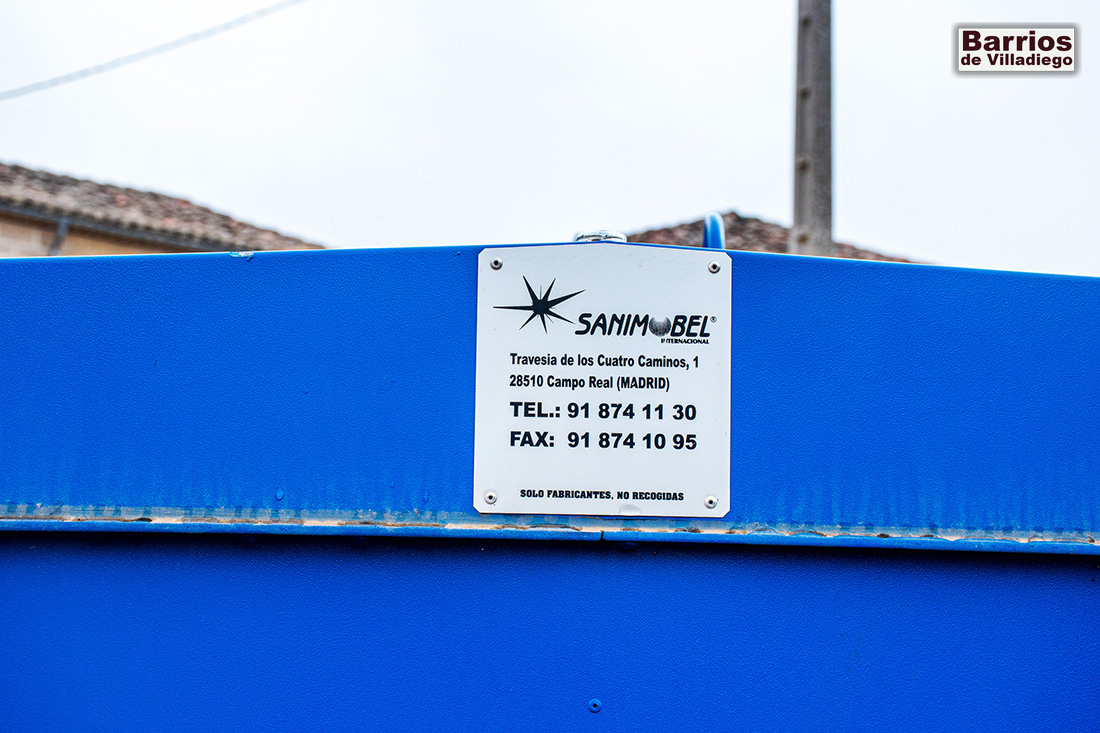 Barrios
de Villadiego
SANIMOBEL®
INTERNACIONAL
Travesia de los Cuatro Caminos, 1
28510 Campo Real (MADRID)
TEL.: 91 874 11 30
FAX: 91 874 10 95
SOLO FABRICANTES, NO RECOGIDAS